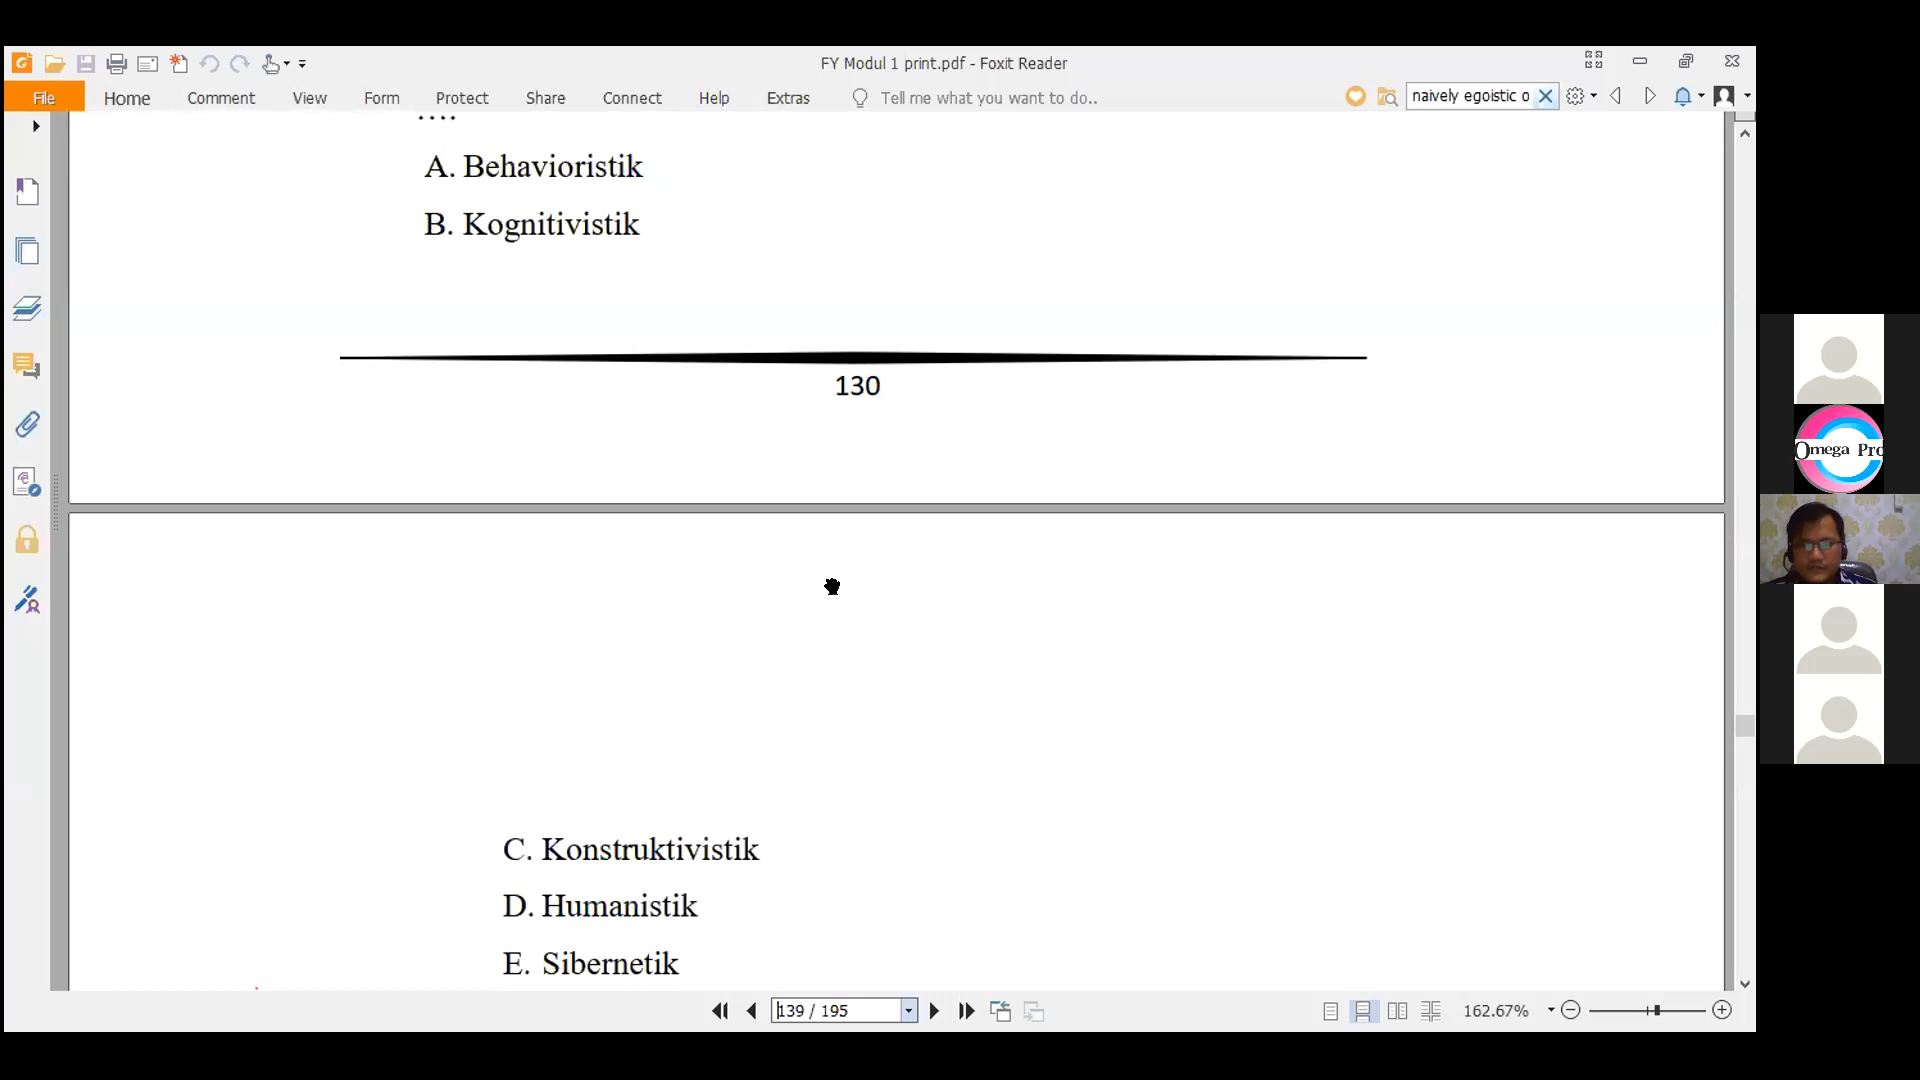 FY Modul 1 print.pdf - Foxit Reader
File Home Comment View Form Protect Share Connect Help Extras Tell me what you want to do.. naively egoistic o
....
A. Behavioristik
B. Kognitivistik
130
Omega Pro
C. Konstruktivistik
D. Humanistik
E. Sibernetik
139 / 195
162.67%